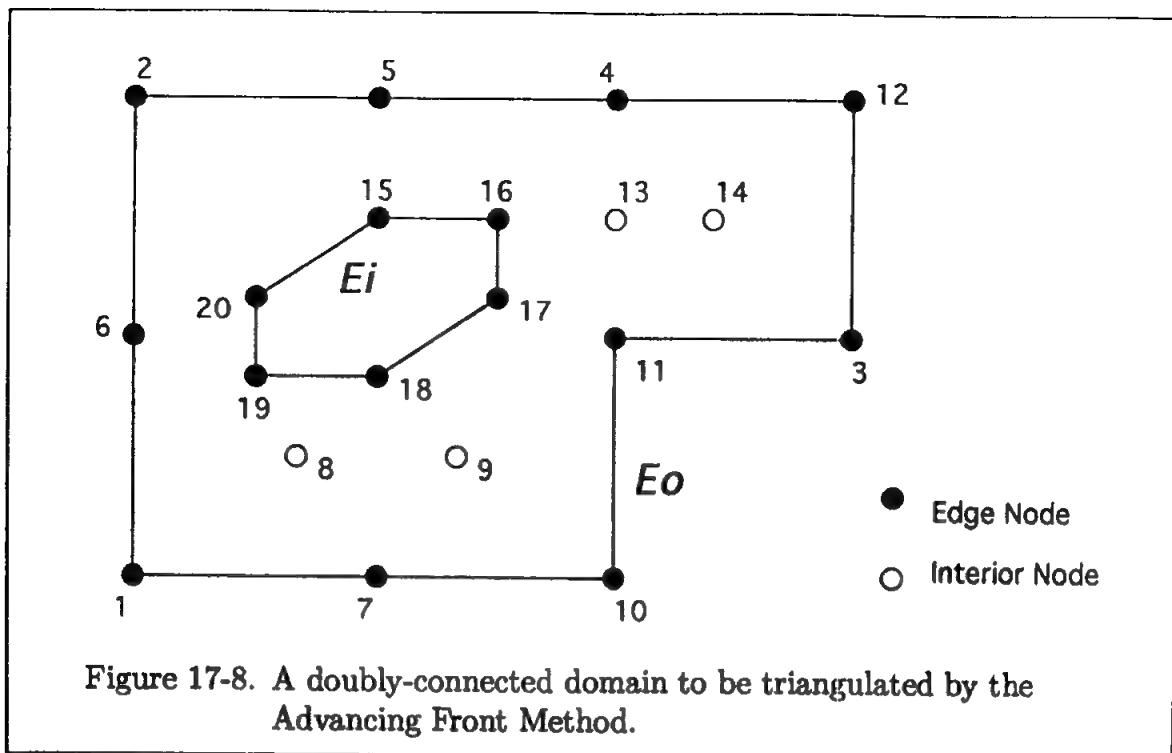 2 5 4 12
15 16 13 14
Ei
20 17
6
11 3
19 18
8 9
Eo
Edge Node
Interior Node
1 7 10
Figure 17-8. A doubly-connected domain to be triangulated by the
Advancing Front Method.